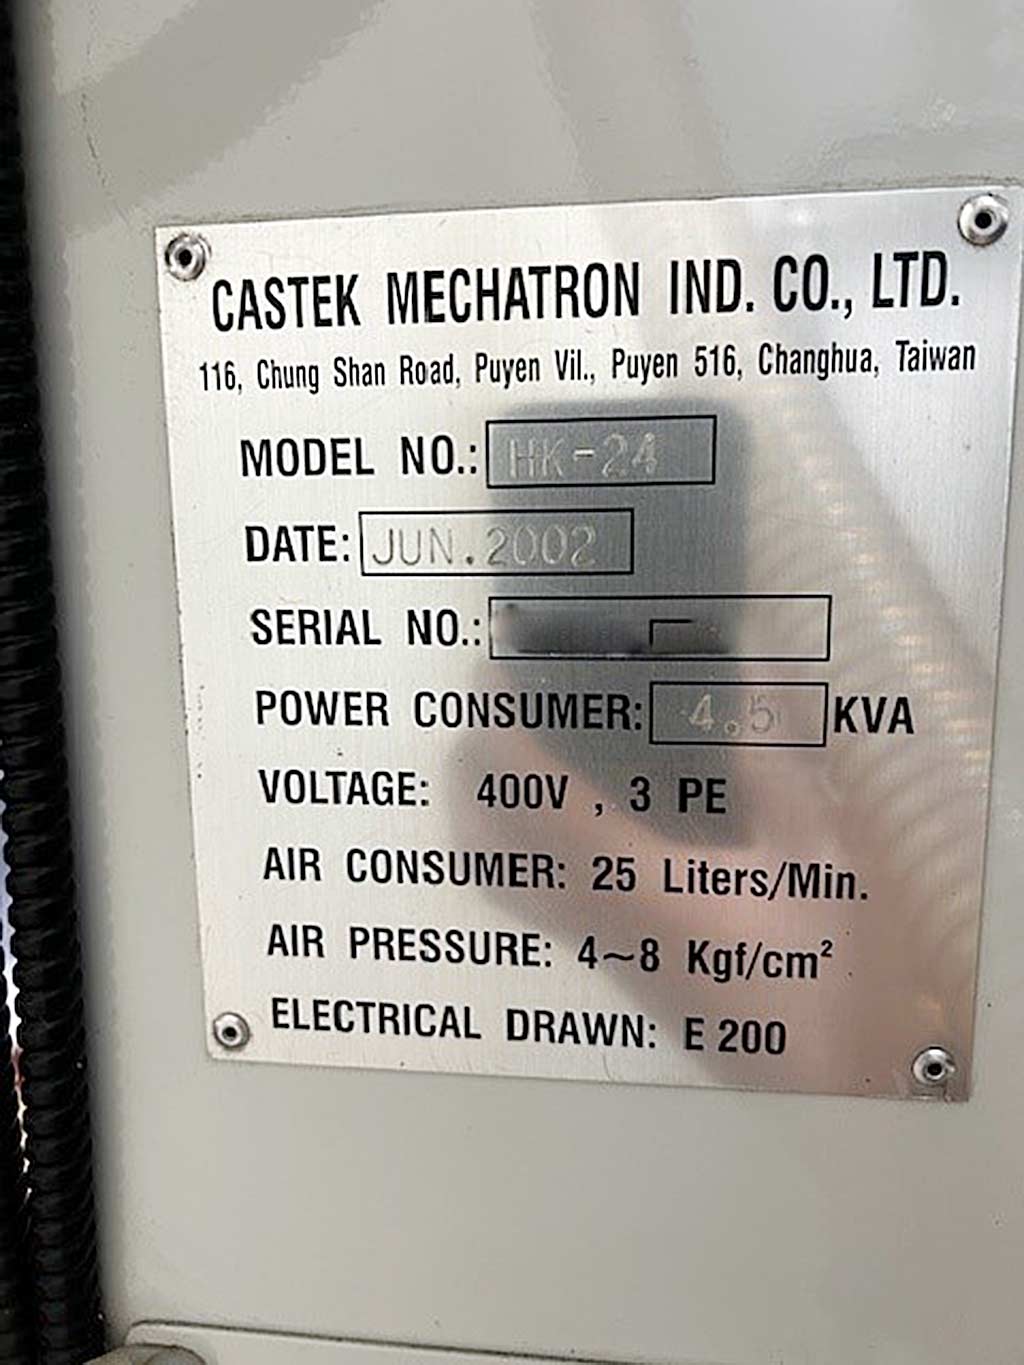 CASTEK MECHATRON IND. CO., LTD.
116, Chung Shan Road, Puyen Vil., Puyen 516, Changhua, Taiwan
MODEL NO.: HK-24
DATE: JUN.2002
SERIAL NO.:
POWER CONSUMER: 4.5 KVA
VOLTAGE: 400V , 3 PE
AIR CONSUMER: 25 Liters/Min.
AIR PRESSURE: 4~8 Kgf/cm²
ELECTRICAL DRAWN: E 200